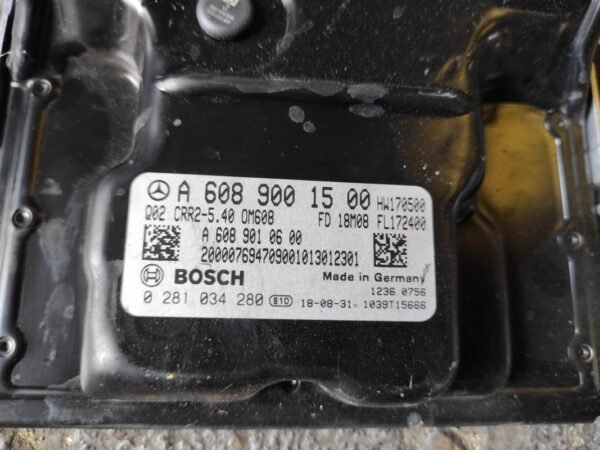 A 608 900 15 00 HW170500
Q02 CRR2-5.40 OM608 FD 18M08 FL172400
A 608 901 06 00
200007694709001013012301
BOSCH Made in Germany
1236 0756
0 281 034 280 810 18-08-31 1039T15666